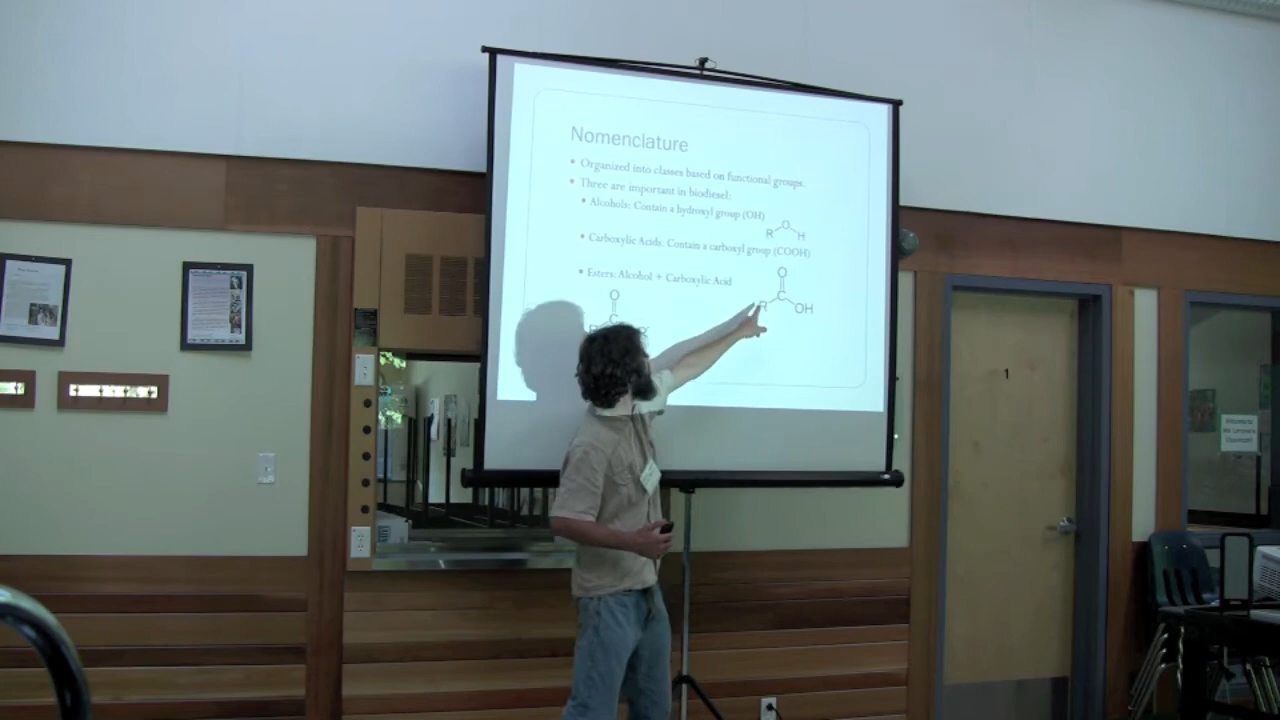 Nomenclature
• Organized into classes based on functional groups.
• Three are important in biodiesel:
• Alcohols: Contain a hydroxyl group (OH)
R O H
• Carboxylic Acids: Contain a carboxyl group (COOH)
• Esters: Alcohol + Carboxylic Acid
O
C
R OH
O
C
1
Classroom